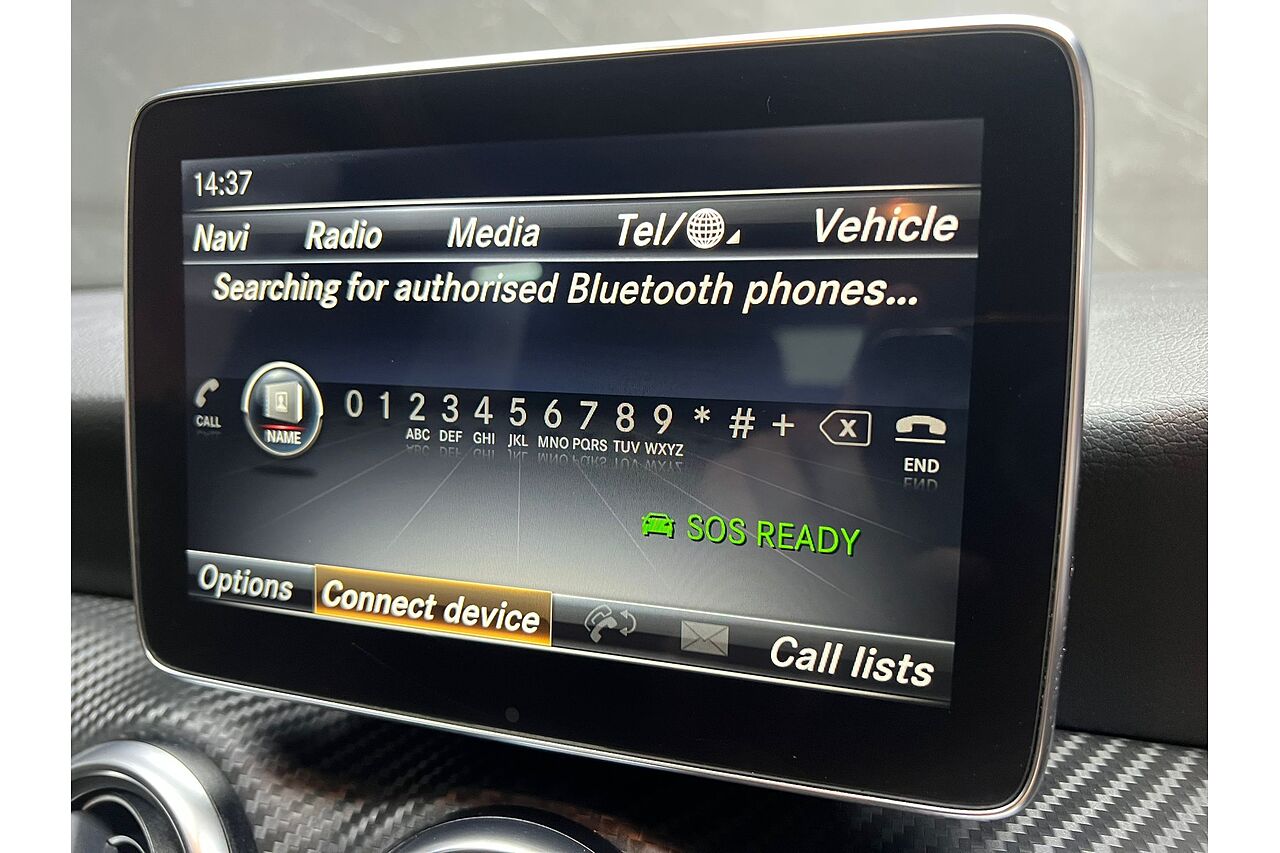 14:37
Navi Radio Media Tel/ Vehicle
Searching for authorised Bluetooth phones...
CALL NAME 0 1 2 3 4 5 6 7 8 9 * # + X END
ABC DEF GHI JKL MNO PQRS TUV WXYZ
SOS READY
Options Connect device Call lists